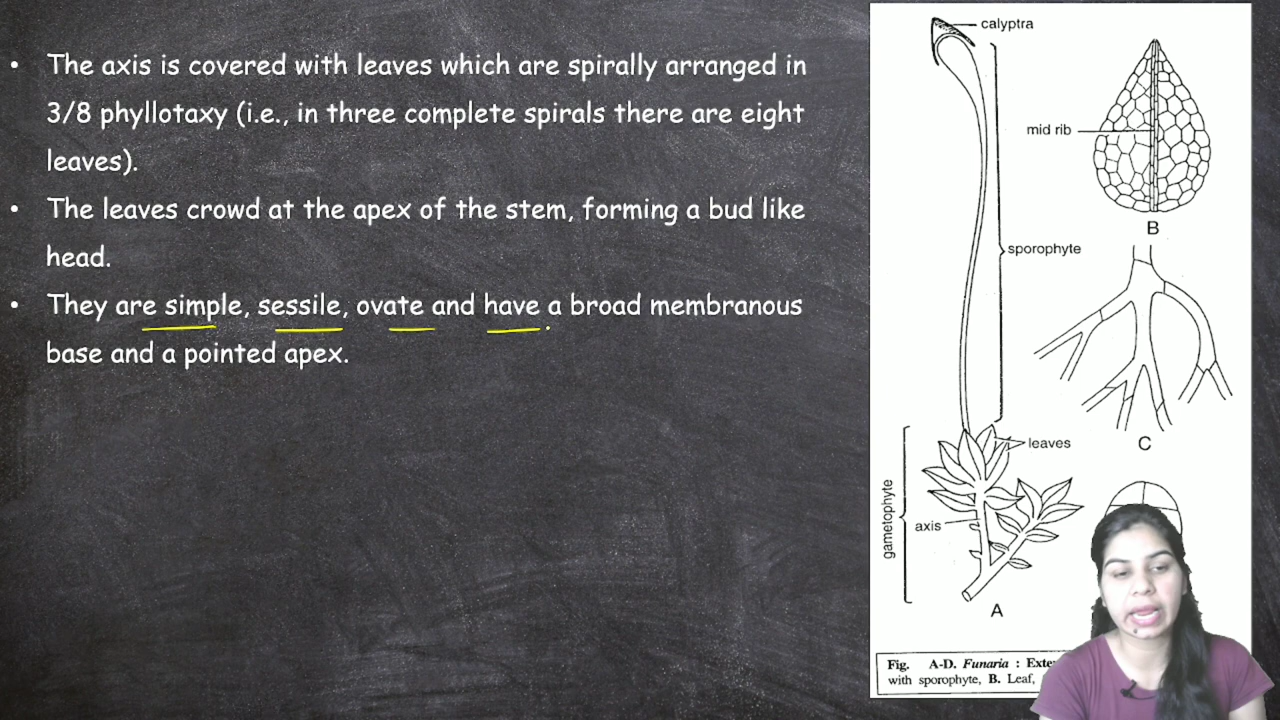 • The axis is covered with leaves which are spirally arranged in
3/8 phyllotaxy (i.e., in three complete spirals there are eight
leaves).
• The leaves crowd at the apex of the stem, forming a bud like
head.
• They are simple, sessile, ovate and have a broad membranous
base and a pointed apex.
calyptra
mid rib
B
sporophyte
C
leaves
gametophyte
axis
A
Fig. A-D. Funaria :
with sporophyte, B. Leaf,